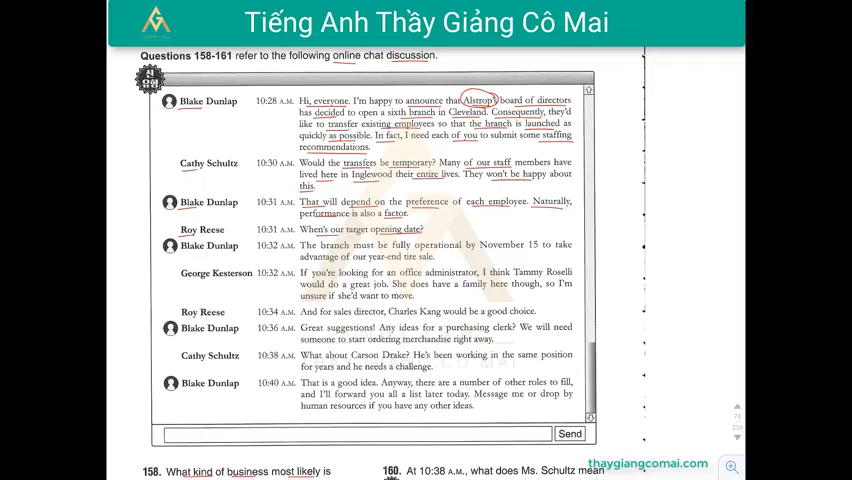 Tiếng Anh Thầy Giảng Cô Mai
Questions 158-161 refer to the following online chat discussion.
Blake Dunlap 10:28 A.M. Hi, everyone. I'm happy to announce that Alstrop's board of directors
has decided to open a sixth branch in Cleveland. Consequently, they'd
like to transfer existing employees so that the branch is launched as
quickly as possible. In fact, I need each of you to submit some staffing
recommendations.
Cathy Schultz 10:30 A.M. Would the transfers be temporary? Many of our staff members have
lived here in Inglewood their entire lives. They won't be happy about
this.
Blake Dunlap 10:31 A.M. That will depend on the preference of each employee. Naturally,
performance is also a factor.
Roy Reese 10:31 A.M. When's our target opening date?
Blake Dunlap 10:32 A.M. The branch must be fully operational by November 15 to take
advantage of our year-end tire sale.
George Kesterson 10:32 A.M. If you're looking for an office administrator, I think Tammy Roselli
would do a great job. She does have a family here though, so I'm
unsure if she'd want to move.
Roy Reese 10:34 A.M. And for sales director, Charles Kang would be a good choice.
Blake Dunlap 10:36 A.M. Great suggestions! Any ideas for a purchasing clerk? We will need
someone to start ordering merchandise right away.
Cathy Schultz 10:38 A.M. What about Carson Drake? He's been working in the same position
for years and he needs a challenge.
Blake Dunlap 10:40 A.M. That is a good idea. Anyway, there are a number of other roles to fill,
and I'll forward you all a list later today. Message me or drop by
human resources if you have any other ideas.
Send
158. What kind of business most likely is
160. At 10:38 A.M., what does Ms. Schultz mean
thaygiangcomai.com